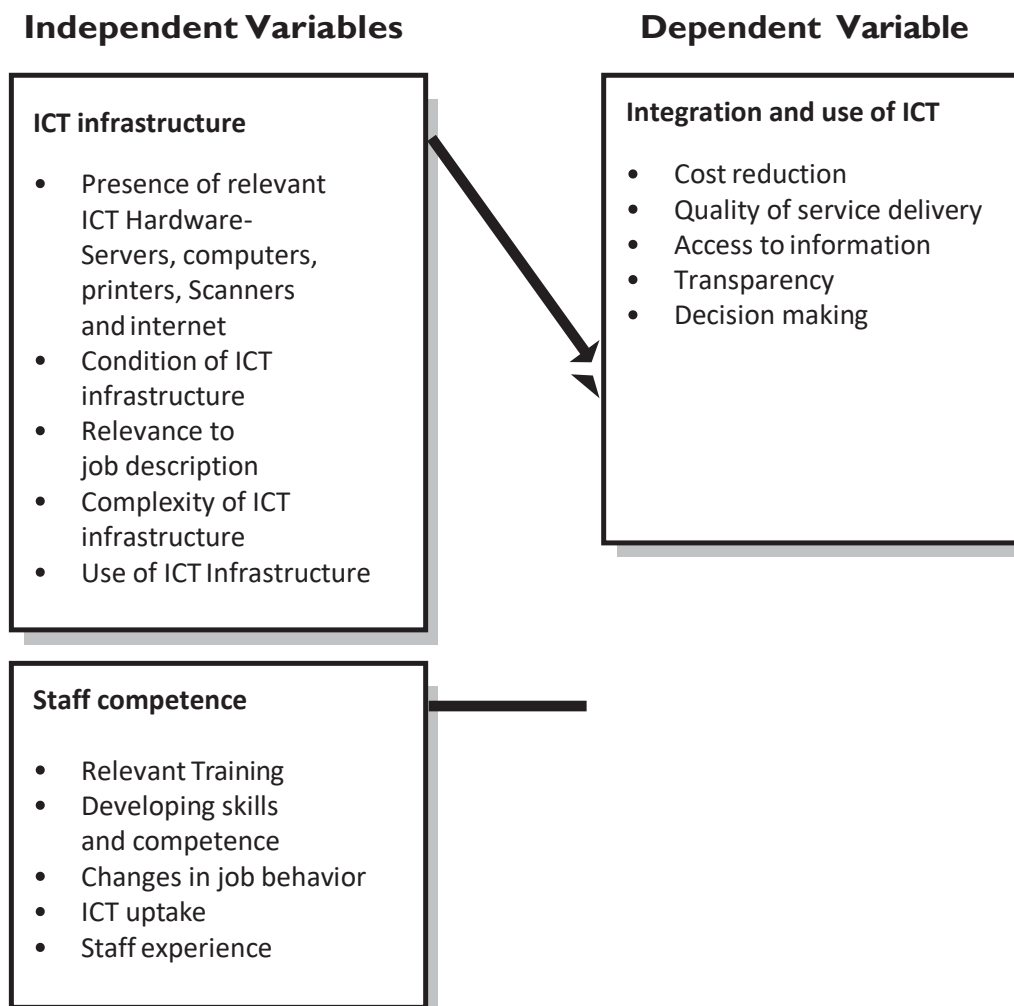 Independent Variables
Dependent Variable
ICT infrastructure
• Presence of relevant
ICT Hardware-
Servers, computers,
printers, Scanners
and internet
• Condition of ICT
infrastructure
• Relevance to
job description
• Complexity of ICT
infrastructure
• Use of ICT Infrastructure
Integration and use of ICT
• Cost reduction
• Quality of service delivery
• Access to information
• Transparency
• Decision making
Staff competence
• Relevant Training
• Developing skills
and competence
• Changes in job behavior
• ICT uptake
• Staff experience